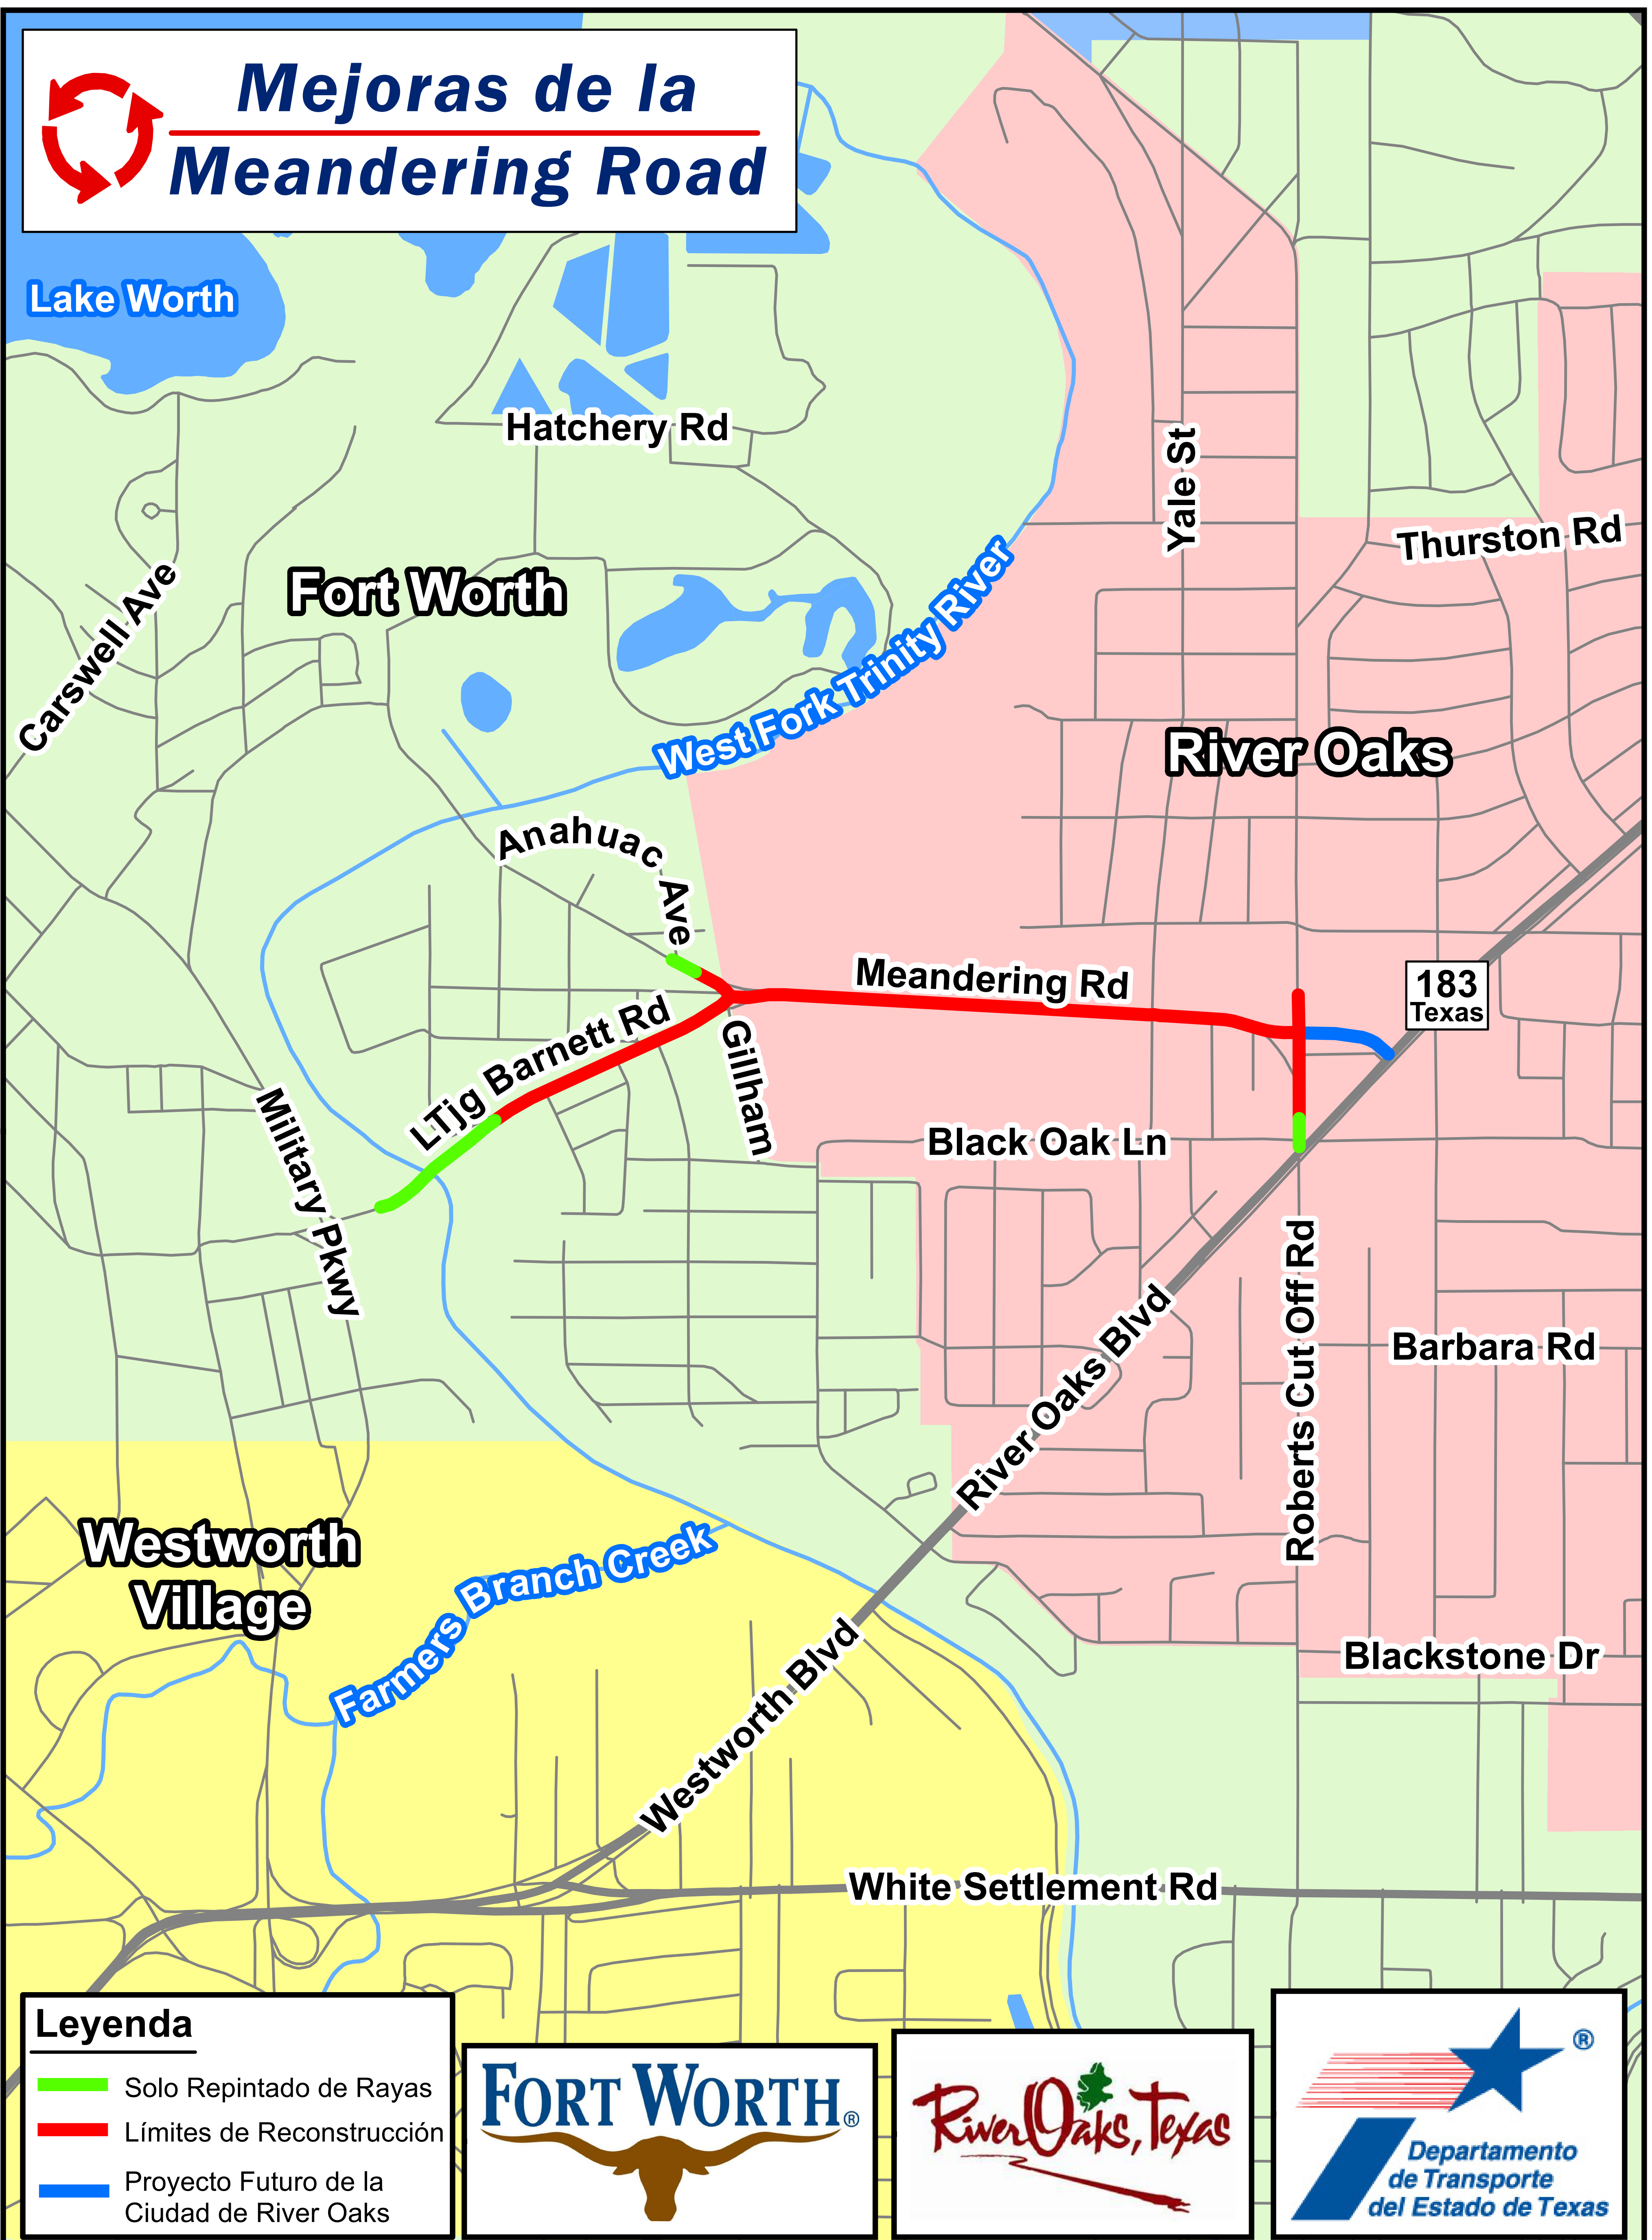 Mejoras de la
Meandering Road
Lake Worth
Hatchery Rd
Yale St
Thurston Rd
Fort Worth
Carswell Ave
West Fork Trinity River
River Oaks
Anahuac Ave
Meandering Rd
183
Texas
LTjg Barnett Rd
Gillham
Military Pkwy
Black Oak Ln
Roberts Cut Off Rd
Barbara Rd
River Oaks Blvd
Westworth
Village
Farmers Branch Creek
Blackstone Dr
Westworth Blvd
White Settlement Rd
Leyenda
Solo Repintado de Rayas
Límites de Reconstrucción
Proyecto Futuro de la
Ciudad de River Oaks
FORT WORTH®
River Oaks, Texas
®
Departamento
de Transporte
del Estado de Texas